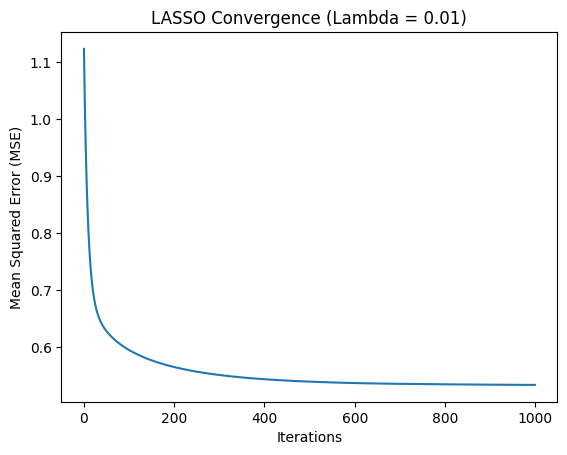 LASSO Convergence (Lambda = 0.01)
Mean Squared Error (MSE)
1.1
1.0
0.9
0.8
0.7
0.6
0 200 400 600 800 1000
Iterations